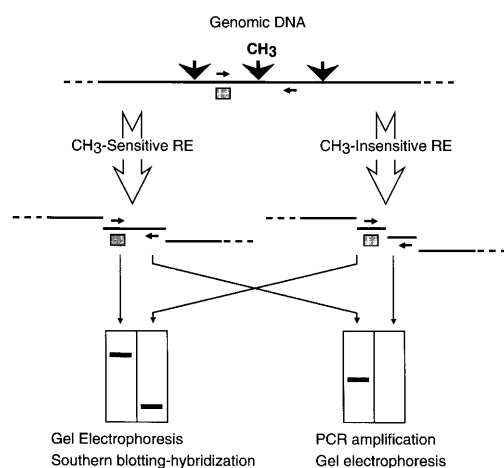 Genomic DNA
CH3
CH3-Sensitive RE
CH3-Insensitive RE
Gel Electrophoresis
Southern blotting-hybridization
PCR amplification
Gel electrophoresis